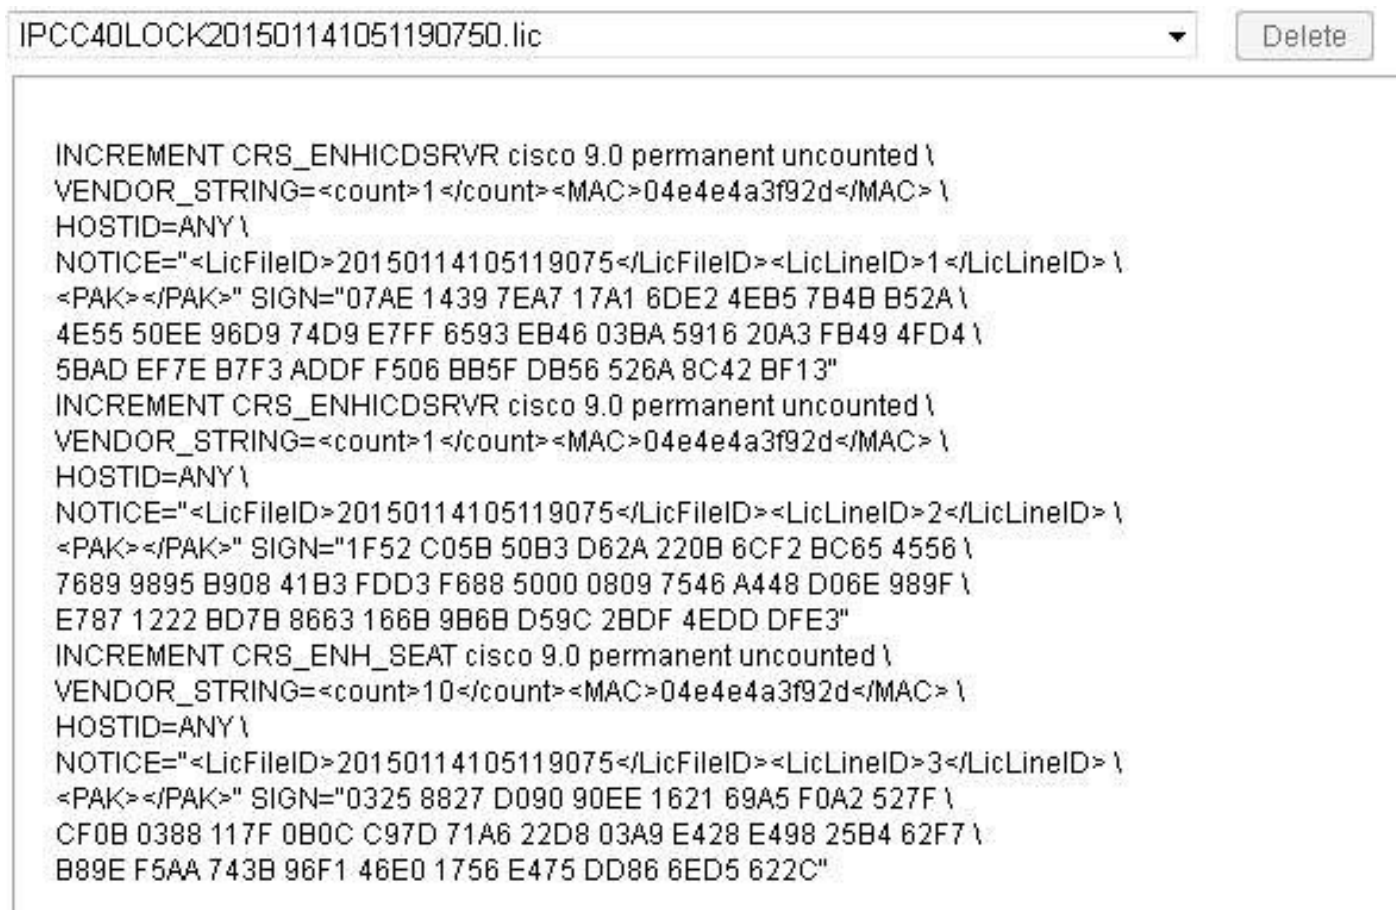 IPCC40LOCK201501141051190750.lic
Delete
INCREMENT CRS_ENHICDSRVR cisco 9.0 permanent uncounted \
VENDOR_STRING=<count>1</count><MAC>04e4e4a3f92d</MAC> \
HOSTID=ANY \
NOTICE="<LicFileID>20150114105119075</LicFileID><LicLineID>1</LicLineID> \
<PAK></PAK>" SIGN="07AE 1439 7EA7 17A1 6DE2 4EB5 7B4B B52A \
4E55 50EE 96D9 74D9 E7FF 6593 EB46 03BA 5916 20A3 FB49 4FD4 \
5BAD EF7E B7F3 ADDF F506 BB5F DB56 526A 8C42 BF13"
INCREMENT CRS_ENHICDSRVR cisco 9.0 permanent uncounted \
VENDOR_STRING=<count>1</count><MAC>04e4e4a3f92d</MAC> \
HOSTID=ANY \
NOTICE="<LicFileID>20150114105119075</LicFileID><LicLineID>2</LicLineID> \
<PAK></PAK>" SIGN="1F52 C05B 50B3 D62A 220B 6CF2 BC65 4556 \
7689 9895 B908 41B3 FDD3 F688 5000 0809 7546 A448 D06E 989F \
E787 1222 BD7B 8663 166B 9B6B D59C 2BDF 4EDD DFE3"
INCREMENT CRS_ENH_SEAT cisco 9.0 permanent uncounted \
VENDOR_STRING=<count>10</count><MAC>04e4e4a3f92d</MAC> \
HOSTID=ANY \
NOTICE="<LicFileID>20150114105119075</LicFileID><LicLineID>3</LicLineID> \
<PAK></PAK>" SIGN="0325 8827 D090 90EE 1621 69A5 F0A2 527F \
CF0B 0388 117F 0B0C C97D 71A6 22D8 03A9 E428 E498 25B4 62F7 \
B89E F5AA 743B 96F1 46E0 1756 E475 DD86 6ED5 622C"